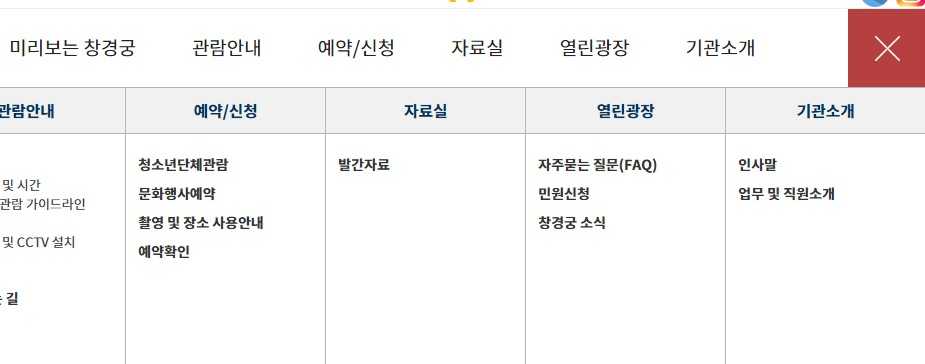 미리보는 창경궁 관람안내 예약/신청 자료실 열린광장 기관소개
관람안내 예약/신청 자료실 열린광장 기관소개
청소년단체관람 발간자료 자주묻는 질문(FAQ) 인사말
및 시간
문화행사예약 민원신청 업무 및 직원소개
관람 가이드라인
촬영 및 장소 사용안내 창경궁 소식
및 CCTV 설치
예약확인
길